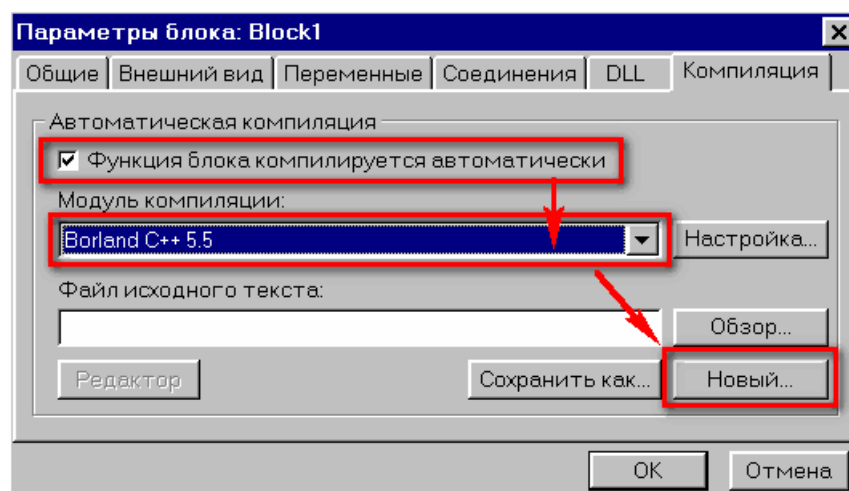 Параметры блока: Block1
Общие Внешний вид Переменные Соединения DLL Компиляция
Автоматическая компиляция
Функция блока компилируется автоматически
Модуль компиляции:
Borland C++ 5.5 Настройка...
Файл исходного текста:
Обзор...
Редактор Сохранить как... Новый...
OK Отмена